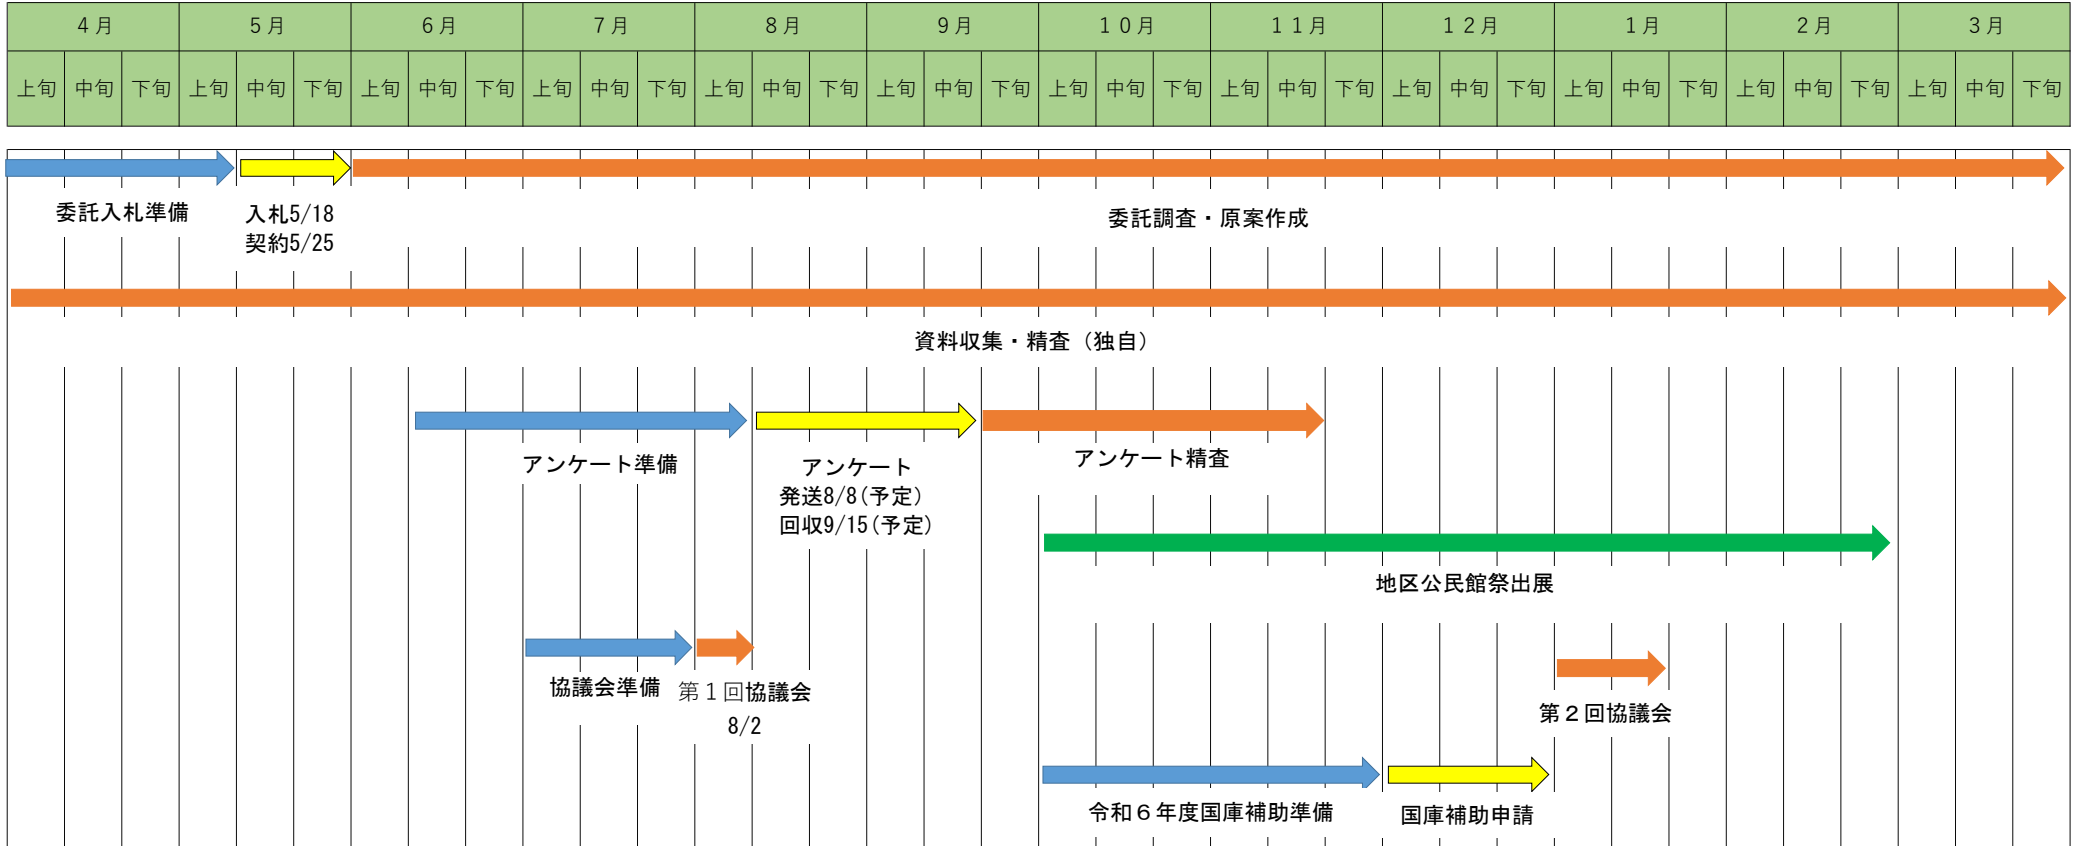 4月 5月 6月 7月 8月 9月 10月 11月 12月 1月 2月 3月
上旬 中旬 下旬 上旬 中旬 下旬 上旬 中旬 下旬 上旬 中旬 下旬 上旬 中旬 下旬 上旬 中旬 下旬 上旬 中旬 下旬 上旬 中旬 下旬 上旬 中旬 下旬 上旬 中旬 下旬 上旬 中旬 下旬 上旬 中旬 下旬
委託入札準備
入札5/18
契約5/25
委託調査・原案作成
資料収集・精査（独自）
アンケート準備
アンケート
発送8/8(予定)
回収9/15(予定)
アンケート精査
地区公民館祭出展
協議会準備
第１回協議会
8/2
第２回協議会
令和６年度国庫補助準備
国庫補助申請